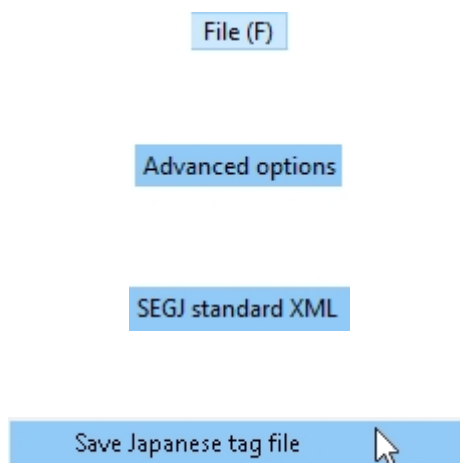 File (F)
Advanced options
SEGJ standard XML
Save Japanese tag file